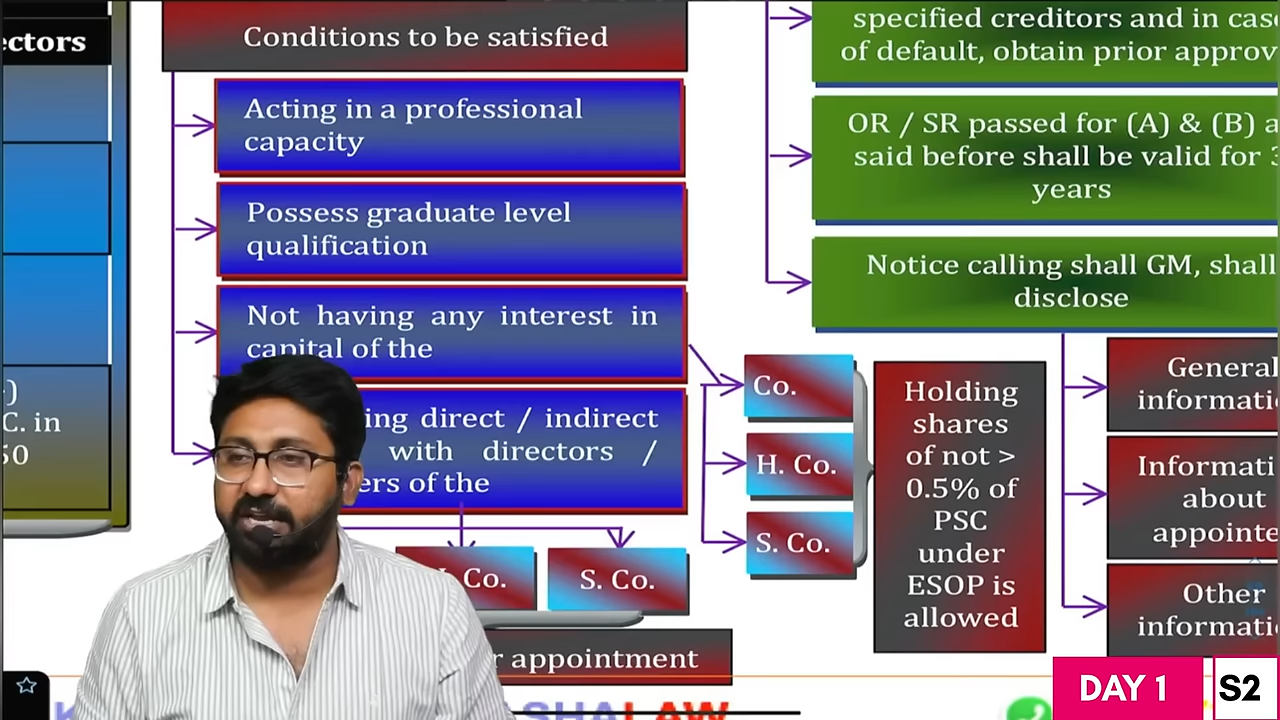 ectors
C. in
50
Conditions to be satisfied
Acting in a professional
capacity
Possess graduate level
qualification
Not having any interest in
capital of the
direct / indirect
with directors /
of the
Co.
S. Co.
appointment
Co.
H. Co.
S. Co.
Holding
shares
of not >
0.5% of
PSC
under
ESOP is
allowed
specified creditors and in case
of default, obtain prior approv
OR / SR passed for (A) & (B) a
said before shall be valid for 3
years
Notice calling shall GM, shall
disclose
General
informati
Informati
about
appointe
Other
informati
LAW
DAY 1
S2